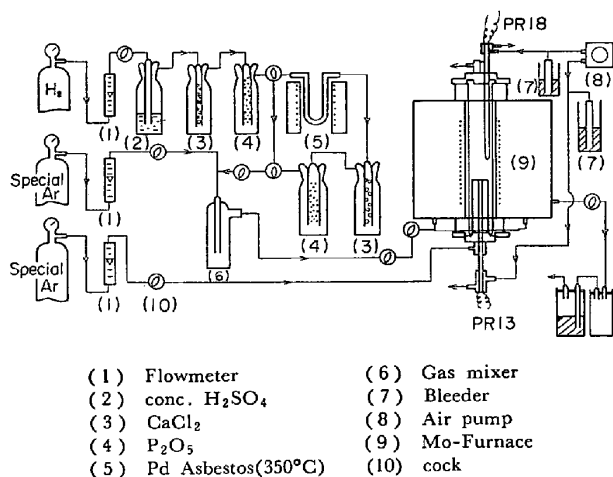 PR18
H₂
(1)
(2)
(3)
(4)
(5)
(7)
(8)
(7)
(9)
Special
Ar
(1)
(6)
(4)
(3)
Special
Ar
(1)
(10)
PR13
(1) Flowmeter
(2) conc. H₂SO₄
(3) CaCl₂
(4) P₂O₅
(5) Pd Asbestos(350°C)
(6) Gas mixer
(7) Bleeder
(8) Air pump
(9) Mo-Furnace
(10) cock